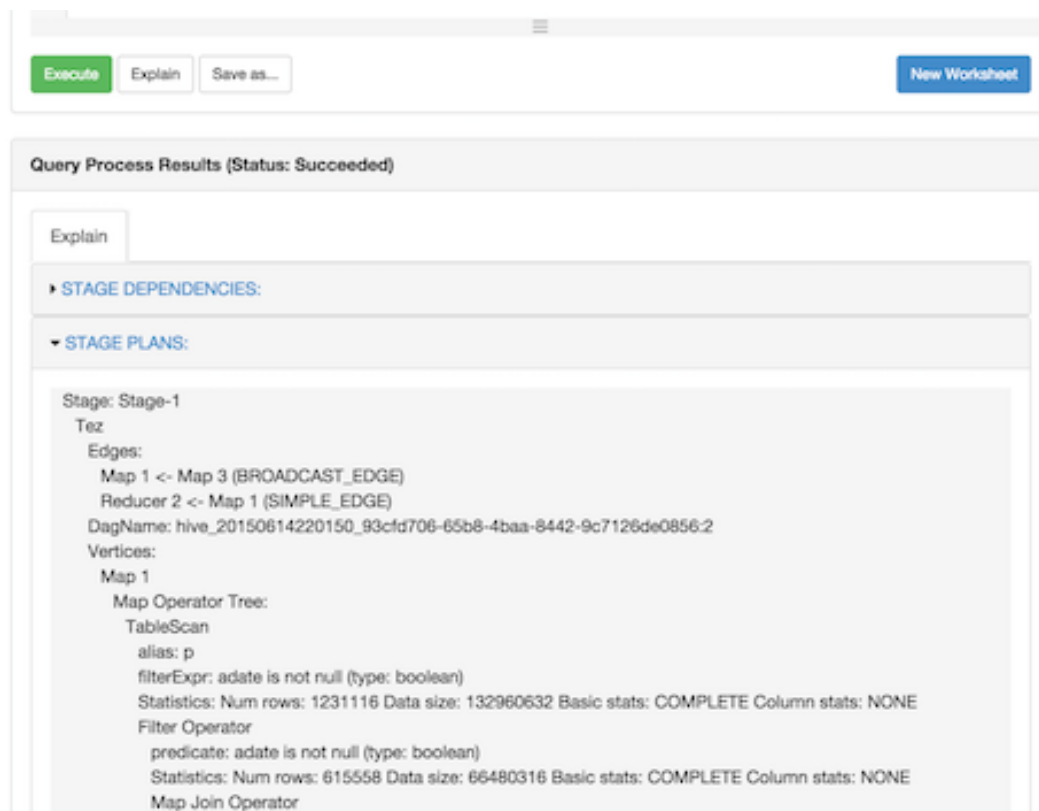 Execute Explain Save as... New Worksheet
Query Process Results (Status: Succeeded)
Explain
STAGE DEPENDENCIES:
STAGE PLANS:
Stage: Stage-1
Tez
Edges:
Map 1 <- Map 3 (BROADCAST_EDGE)
Reducer 2 <- Map 1 (SIMPLE_EDGE)
DagName: hive_20150614220150_93cfd706-65b8-4baa-8442-9c7126de0856:2
Vertices:
Map 1
Map Operator Tree:
TableScan
alias: p
filterExpr: adate is not null (type: boolean)
Statistics: Num rows: 1231116 Data size: 132960632 Basic stats: COMPLETE Column stats: NONE
Filter Operator
predicate: adate is not null (type: boolean)
Statistics: Num rows: 615558 Data size: 66480316 Basic stats: COMPLETE Column stats: NONE
Map Join Operator